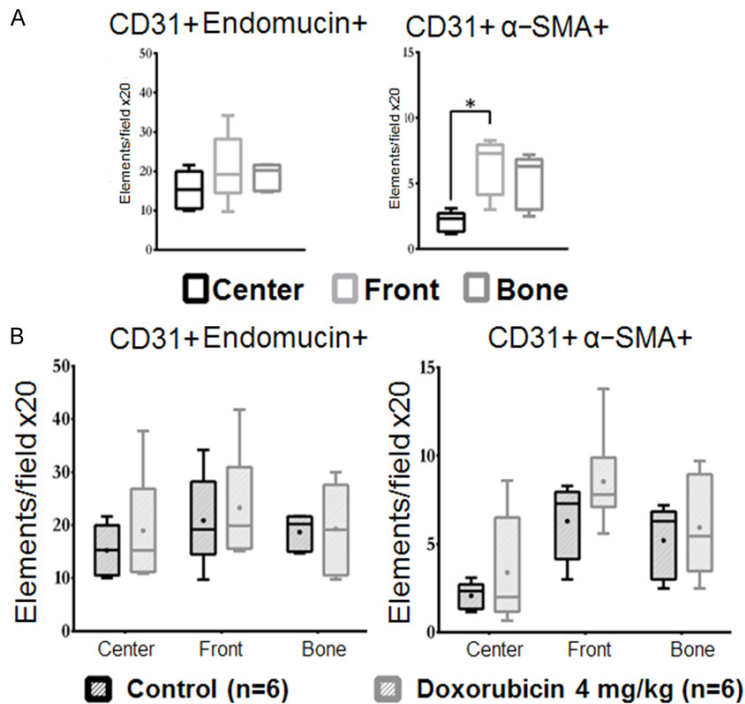 A
CD31+Endomucin+
CD31+ α-SMA+
Elements/field x20
50
40
30
20
10
0
Elements/field x20
15
10
5
0
*
Center Front Bone
B
CD31+Endomucin+
CD31+ α-SMA+
Elements/field x20
50
40
30
20
10
0
Center Front Bone
Elements/field x20
15
10
5
0
Center Front Bone
Control (n=6) Doxorubicin 4 mg/kg (n=6)